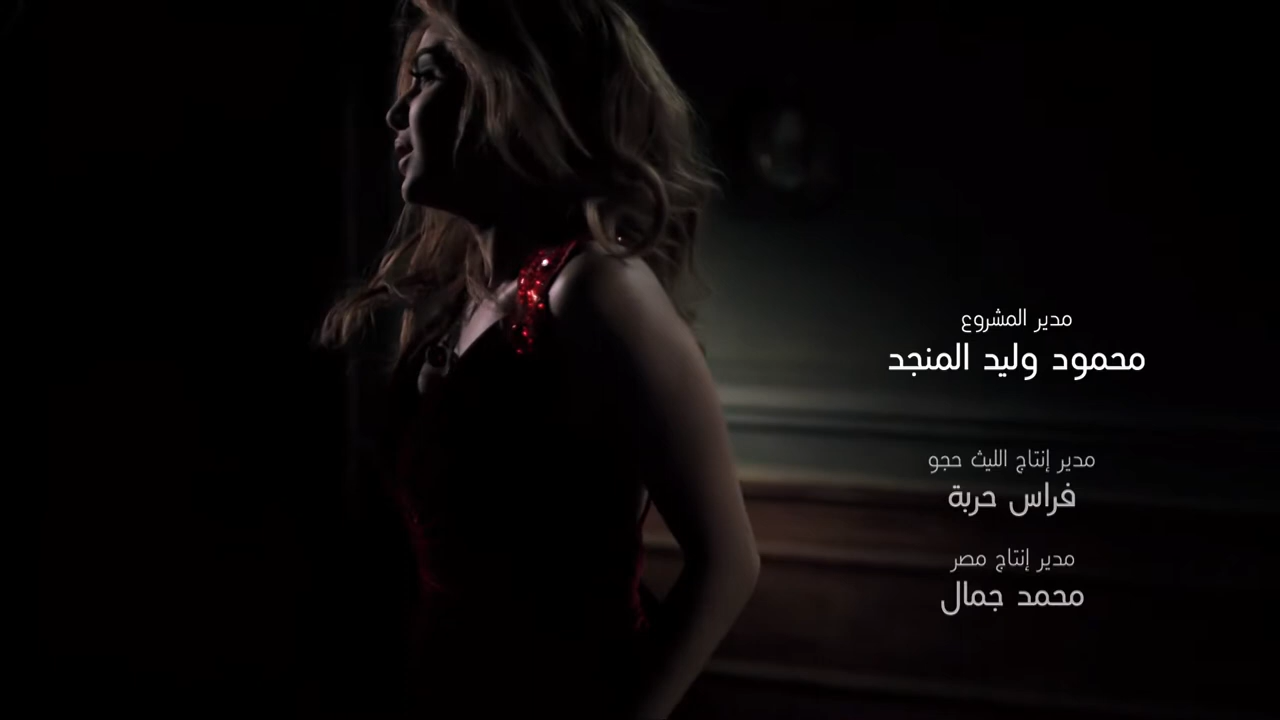 مدير المشروع
محمود وليد المنجد
مدير إنتاج الليث حجو
فراس حربة
مدير إنتاج مصر
محمد جمال